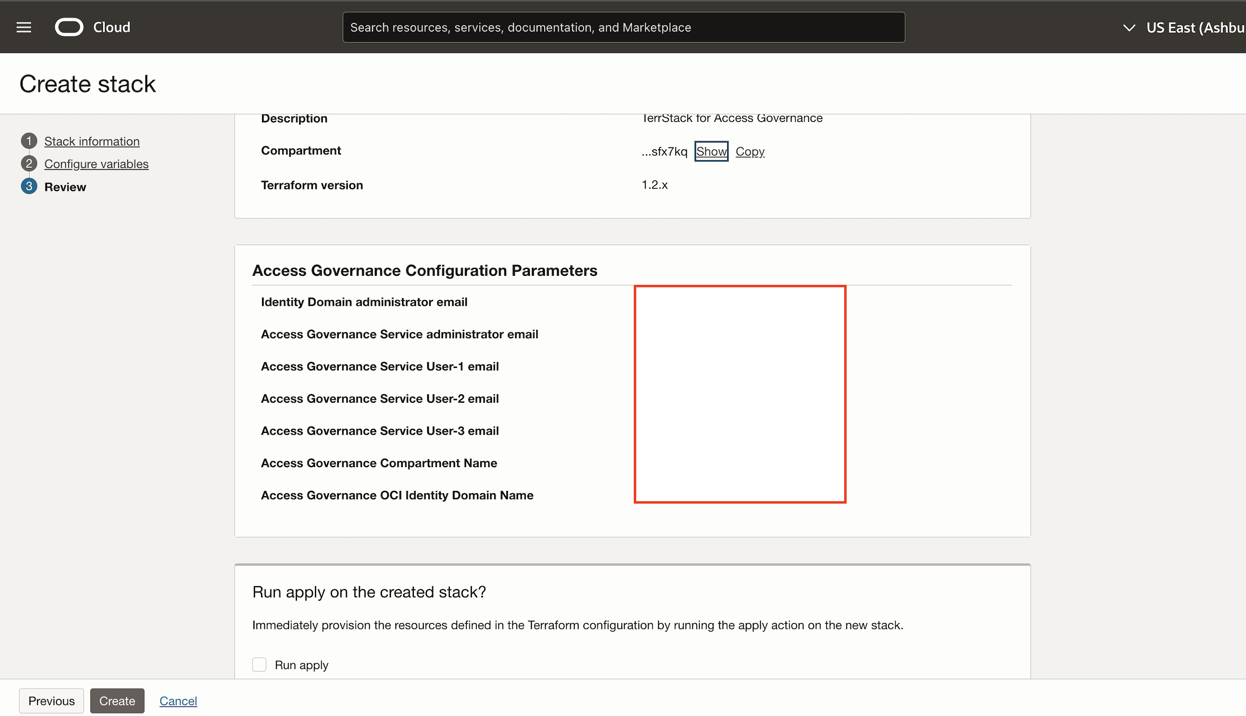 Cloud
Search resources, services, documentation, and Marketplace
US East (Ashbu
Create stack
1 Stack information
2 Configure variables
3 Review
Description TerrStack for Access Governance
Compartment ...sfx7kq Show Copy
Terraform version 1.2.x
Access Governance Configuration Parameters
Identity Domain administrator email
Access Governance Service administrator email
Access Governance Service User-1 email
Access Governance Service User-2 email
Access Governance Service User-3 email
Access Governance Compartment Name
Access Governance OCI Identity Domain Name
Run apply on the created stack?
Immediately provision the resources defined in the Terraform configuration by running the apply action on the new stack.
Run apply
Previous Create Cancel